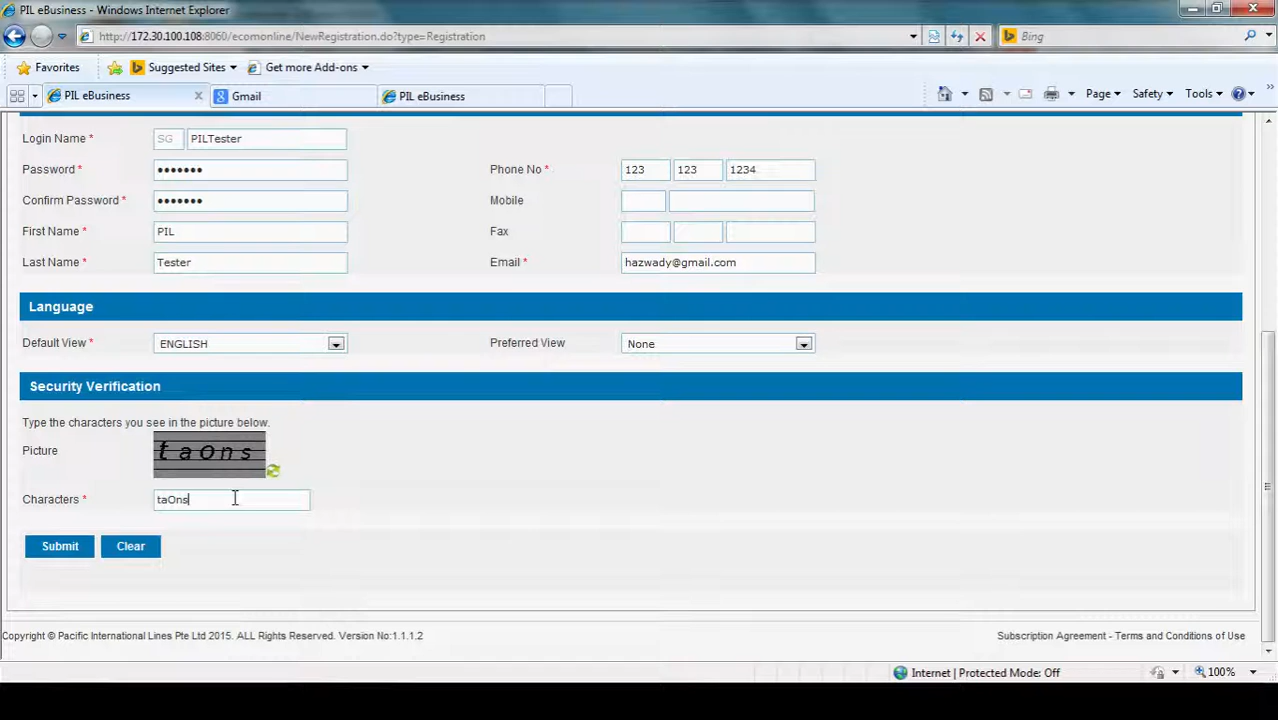 PIL eBusiness - Windows Internet Explorer
http://172.30.100.108:8060/ecomonline/NewRegistration.do?type=Registration
Bing
Favorites
Suggested Sites
Get more Add-ons
PIL eBusiness
Gmail
PIL eBusiness
Page
Safety
Tools
Login Name *
SG
PILTester
Password *
•••••••
Phone No *
123
123
1234
Confirm Password *
•••••••
Mobile
First Name *
PIL
Fax
Last Name *
Tester
Email *
hazwady@gmail.com
Language
Default View *
ENGLISH
Preferred View
None
Security Verification
Type the characters you see in the picture below.
Picture
taOns
Characters *
taOns
Submit
Clear
Copyright © Pacific International Lines Pte Ltd 2015. ALL Rights Reserved. Version No:1.1.1.2
Subscription Agreement - Terms and Conditions of Use
Internet | Protected Mode: Off
100%